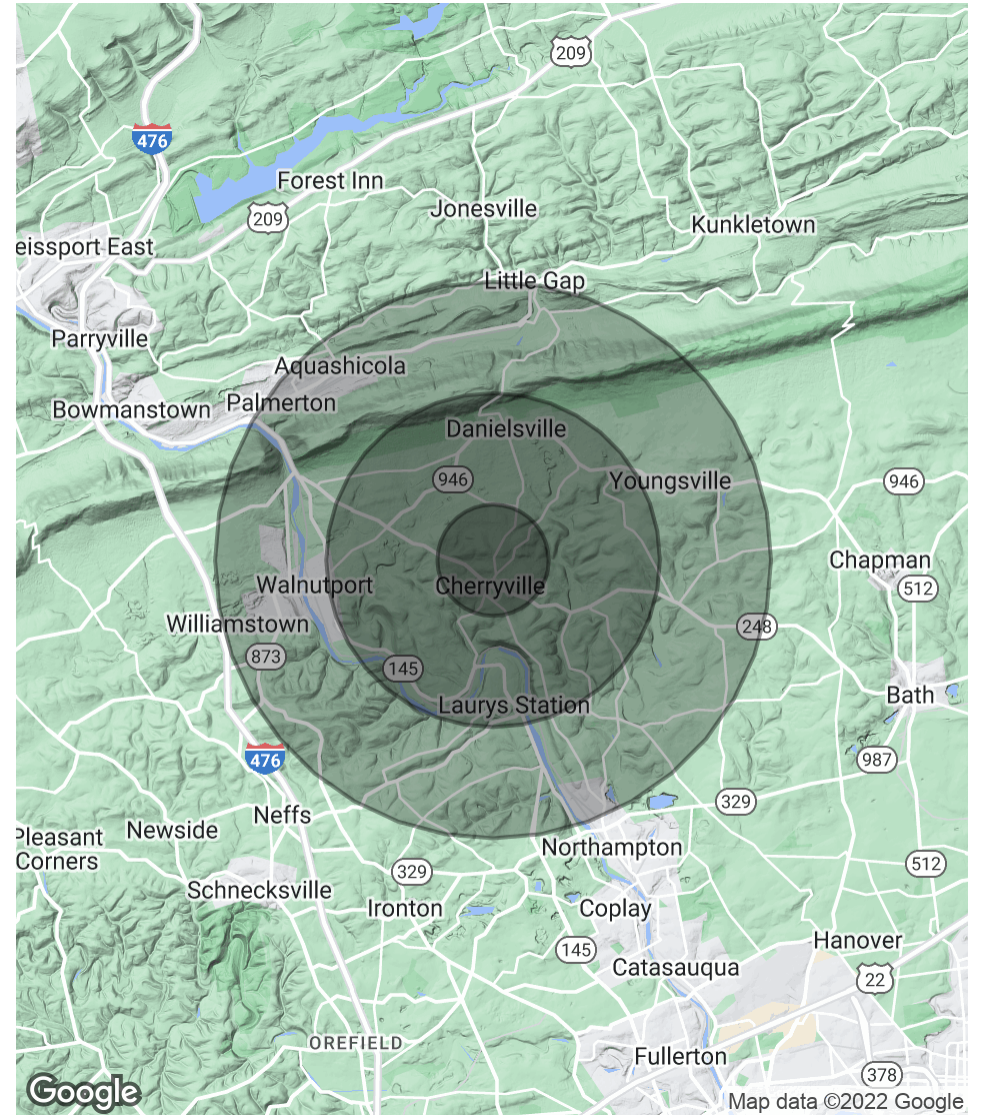 209
476
Forest Inn
209
Jonesville
Kunkletown
eissport East
Little Gap
Parryville
Aquashicola
Bowmanstown
Palmerton
Danielsville
946
Youngsville
946
Chapman
Walnutport
Cherryville
512
Williamstown
248
873
145
Bath
Laurys Station
476
987
329
Neffs
Newside
Pleasant
Corners
Northampton
329
512
Schnecksville
Ironton
Coplay
145
Hanover
Catasauqua
22
OREFIELD
Fullerton
378
Google
Map data ©2022 Google